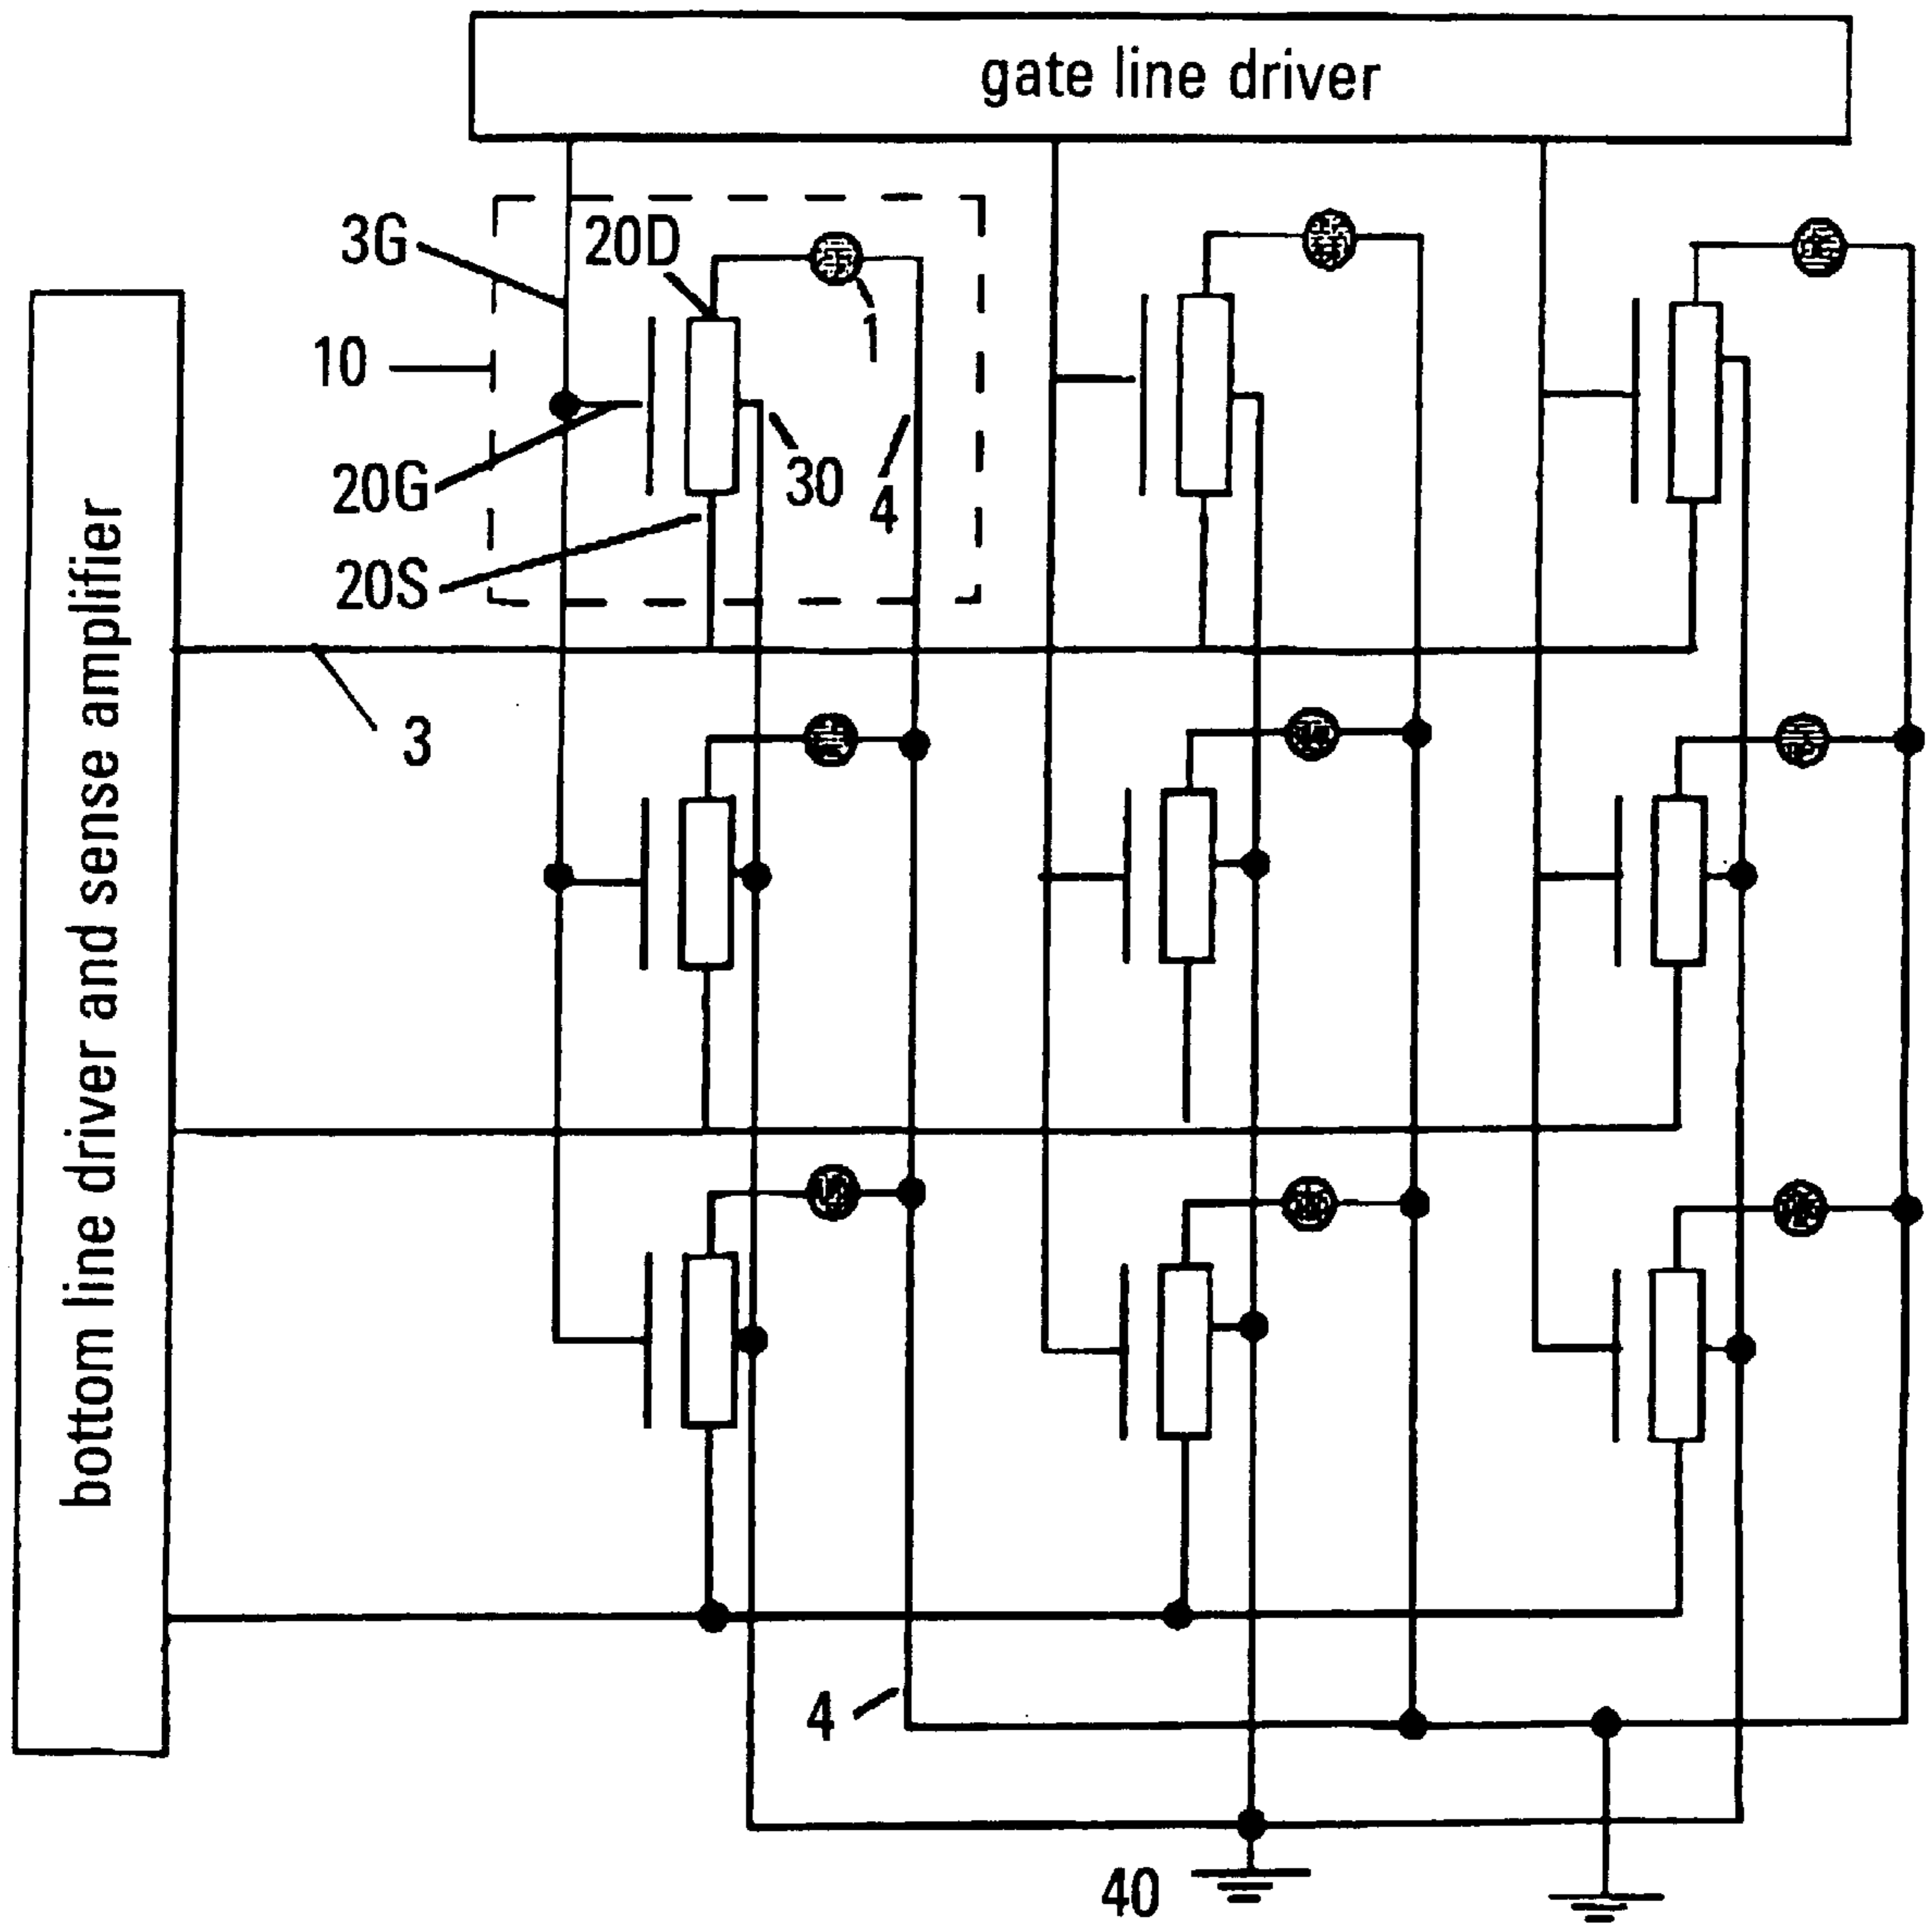 gate line driver
3G
20D
10
1
20G
30
4
20S
3
bottom line driver and sense amplifier
4
40